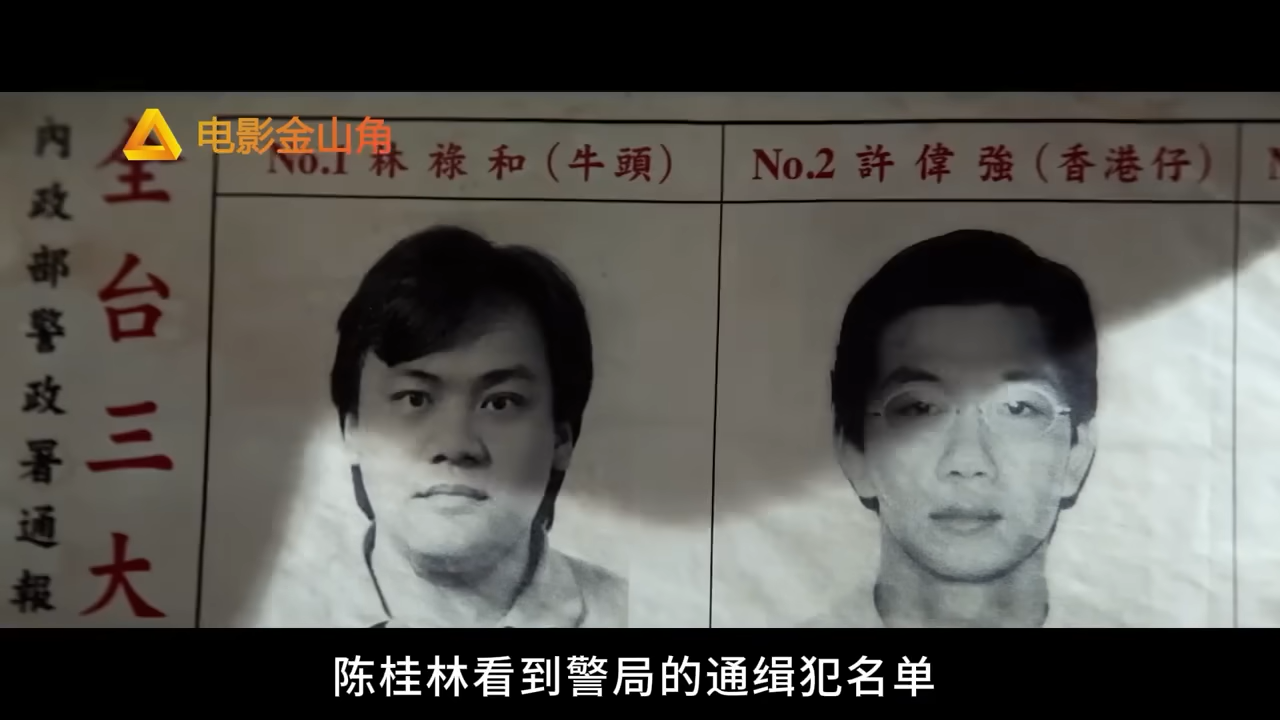 电影金山角
內政部警政署通報
全台三大
No.1 林祿和(牛頭)
No.2 許偉強(香港仔)
陈桂林看到警局的通缉犯名单